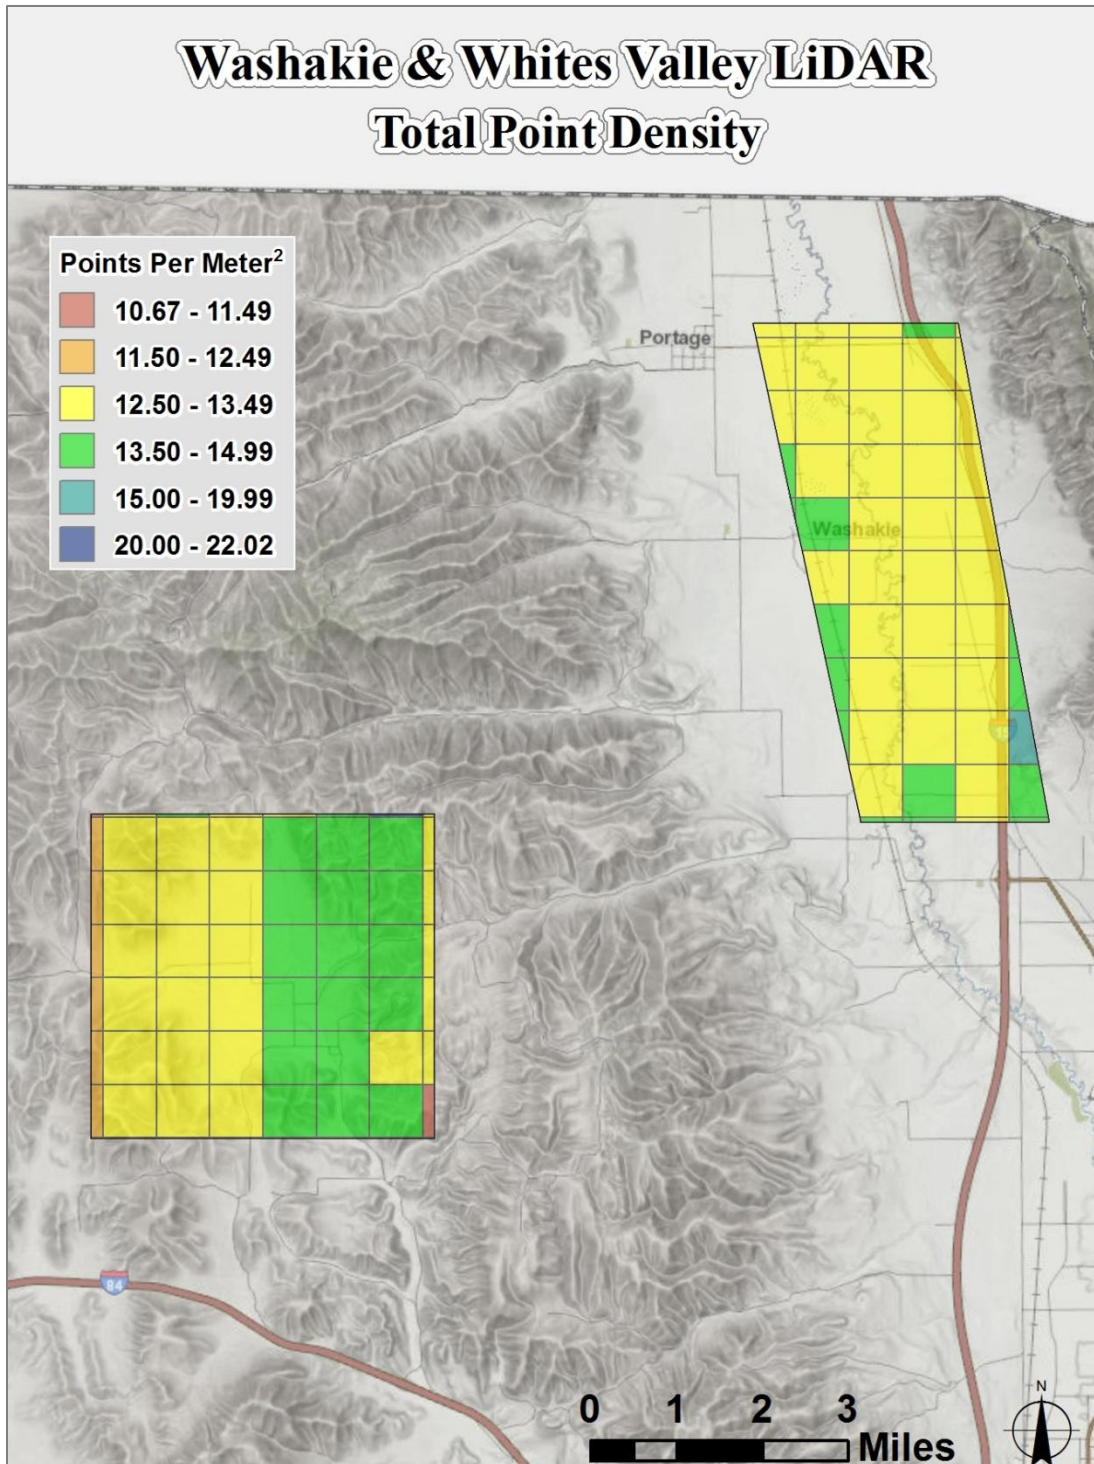 Washakie & Whites Valley LiDAR
Total Point Density
Points Per Meter²
10.67 - 11.49
11.50 - 12.49
12.50 - 13.49
13.50 - 14.99
15.00 - 19.99
20.00 - 22.02
Portage
Washakie
15
84
0 1 2 3
Miles
N